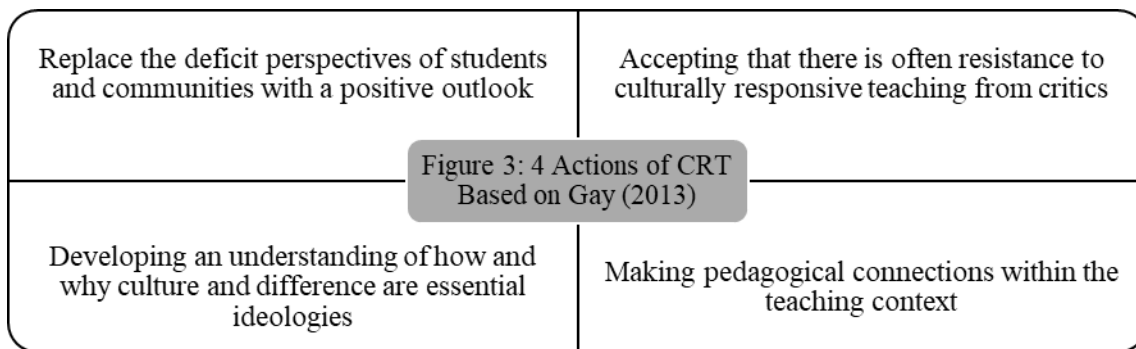 Replace the deficit perspectives of students
and communities with a positive outlook
Accepting that there is often resistance to
culturally responsive teaching from critics
Figure 3: 4 Actions of CRT
Based on Gay (2013)
Developing an understanding of how and
why culture and difference are essential
ideologies
Making pedagogical connections within the
teaching context